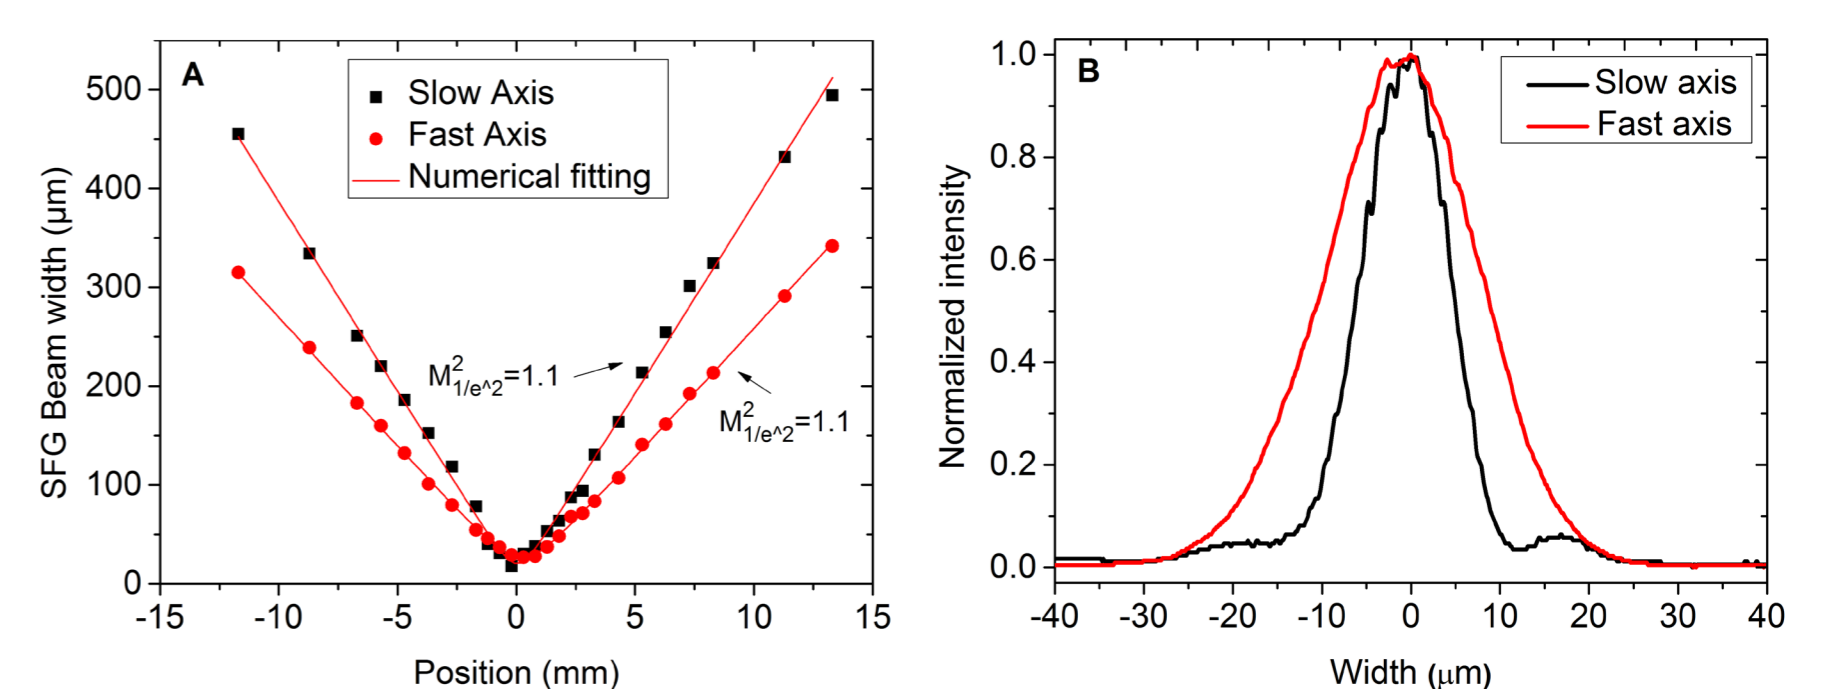 A
Slow Axis
Fast Axis
Numerical fitting
SFG Beam width (μm)
500
400
300
200
100
0
M²1/e^2=1.1
M²1/e^2=1.1
-15 -10 -5 0 5 10 15
Position (mm)
B
Slow axis
Fast axis
Normalized intensity
1.0
0.8
0.6
0.4
0.2
0.0
-40 -30 -20 -10 0 10 20 30 40
Width (μm)